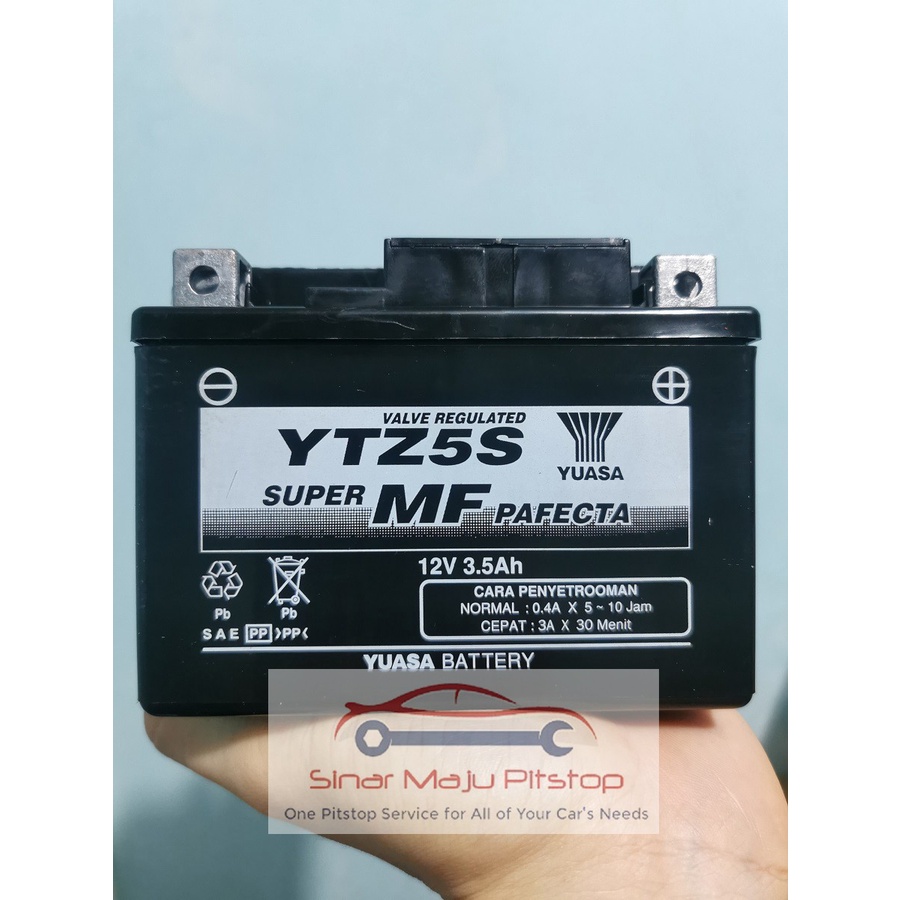 VALVE REGULATED
YTZ5S
YUASA
SUPER MF PAFECTA
12V 3.5Ah
CARA PENYETROOMAN
NORMAL : 0.4A X 5 ~ 10 Jam
CEPAT : 3A X 30 Menit
Pb
Pb
SAE PP >PP<
YUASA BATTERY
Sinar Maju Pitstop
One Pitstop Service for All of Your Car's Needs